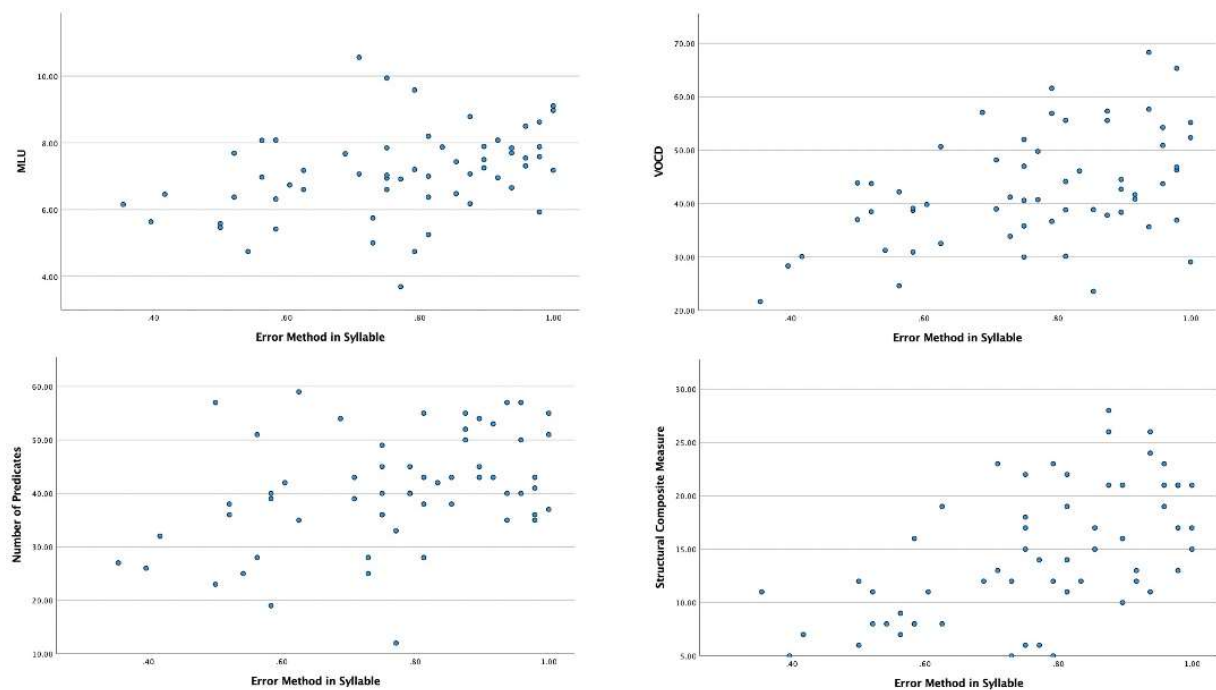 10.00
8.00
6.00
4.00
MLU
.40 .60 .80 1.00
Error Method in Syllable
70.00
60.00
50.00
40.00
30.00
20.00
VOCD
.40 .60 .80 1.00
Error Method in Syllable
60.00
50.00
40.00
30.00
20.00
10.00
Number of Predicates
.40 .60 .80 1.00
Error Method in Syllable
30.00
25.00
20.00
15.00
10.00
5.00
Structural Composite Measure
.40 .60 .80 1.00
Error Method in Syllable